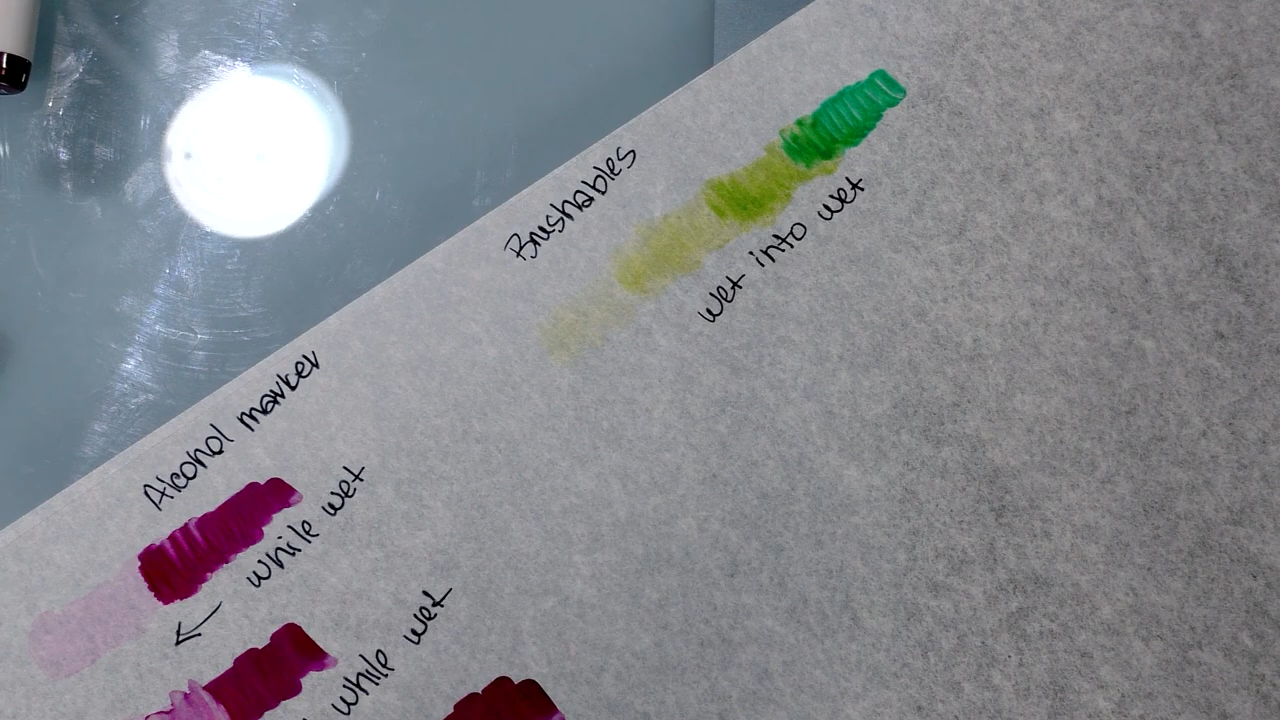 Brushables
wet into wet
Alcohol marker
while wet
while wet